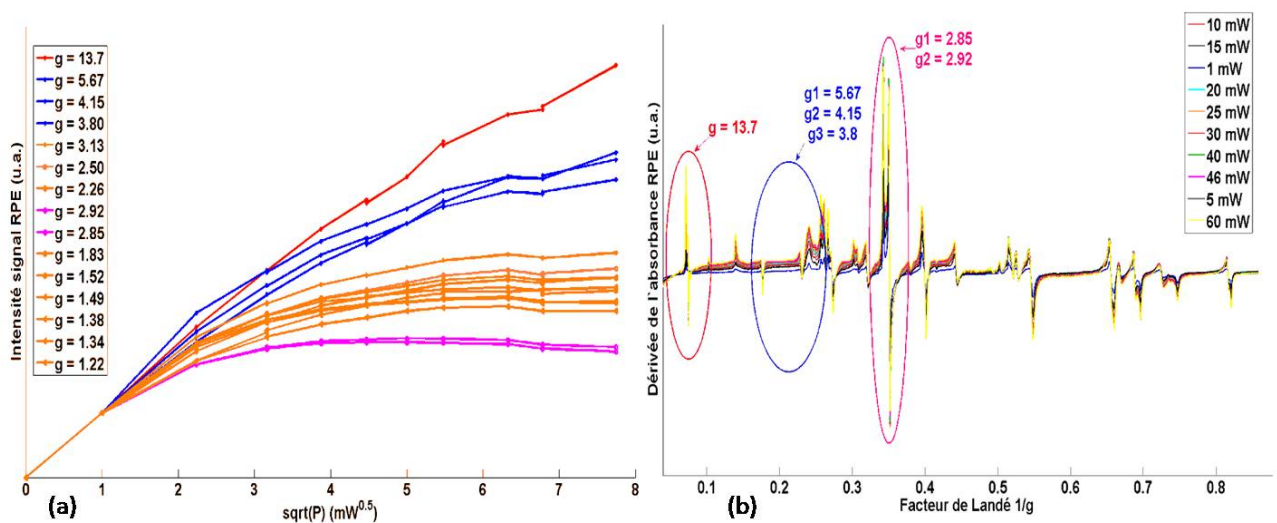 Intensité signal RPE (u.a.)
g = 13.7
g = 5.67
g = 4.15
g = 3.80
g = 3.13
g = 2.50
g = 2.26
g = 2.92
g = 2.85
g = 1.83
g = 1.52
g = 1.49
g = 1.38
g = 1.34
g = 1.22
0 1 2 3 4 5 6 7 8
(a)
sqrt(P) (mW^0.5)
Dérivée de l`absorbance RPE (u.a.)
g = 13.7
g1 = 5.67
g2 = 4.15
g3 = 3.8
g1 = 2.85
g2 = 2.92
10 mW
15 mW
1 mW
20 mW
25 mW
30 mW
40 mW
46 mW
5 mW
60 mW
0.1 0.2 0.3 0.4 0.5 0.6 0.7 0.8
(b)
Facteur de Landé 1/g